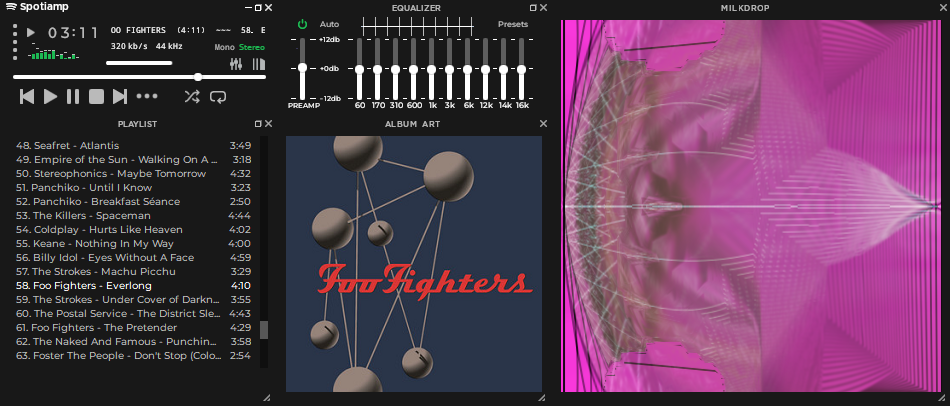 Spotiamp
03:11
OO FIGHTERS (4:11) ~~~ 58. E
320 kb/s 44 kHz
Mono Stereo
EQUALIZER
Auto
Presets
+12db
+0db
-12db
PREAMP
+12db
+0db
-12db
60 170 310 600 1k 3k 6k 12k 14k 16k
PLAYLIST
48. Seafret - Atlantis 3:49
49. Empire of the Sun - Walking On A ... 3:18
50. Stereophonics - Maybe Tomorrow 4:32
51. Panchiko - Until I Know 3:23
52. Panchiko - Breakfast Séance 2:50
53. The Killers - Spaceman 4:44
54. Coldplay - Hurts Like Heaven 4:02
55. Keane - Nothing In My Way 4:00
56. Billy Idol - Eyes Without A Face 4:59
57. The Strokes - Machu Picchu 3:29
58. Foo Fighters - Everlong 4:10
59. The Strokes - Under Cover of Darkn... 3:55
60. The Postal Service - The District Sle... 4:43
61. Foo Fighters - The Pretender 4:29
62. The Naked And Famous - Punchin... 3:58
63. Foster The People - Don't Stop (Colo... 2:54
ALBUM ART
Foo Fighters
MILKDROP